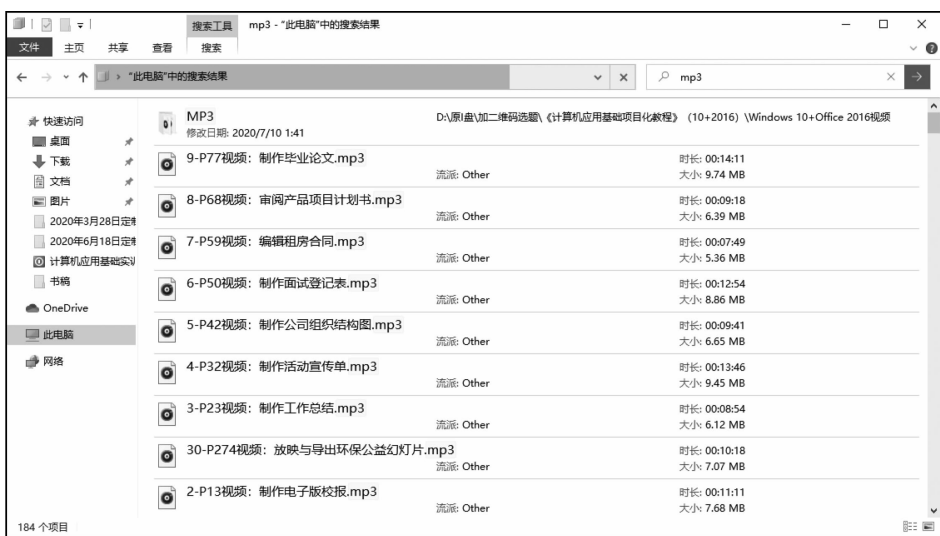 搜索工具 mp3 - "此电脑"中的搜索结果
文件 主页 共享 查看 搜索
"此电脑"中的搜索结果
mp3
快速访问
桌面
下载
文档
图片
2020年3月28日定制
2020年6月18日定制
计算机应用基础实训
书稿
OneDrive
此电脑
网络
MP3
修改日期: 2020/7/10 1:41
D:\原I盘\加二维码选题\《计算机应用基础项目化教程》（10+2016）\Windows 10+Office 2016视频
9-P77视频：制作毕业论文.mp3
流派: Other
时长: 00:14:11
大小: 9.74 MB
8-P68视频：审阅产品项目计划书.mp3
流派: Other
时长: 00:09:18
大小: 6.39 MB
7-P59视频：编辑租房合同.mp3
流派: Other
时长: 00:07:49
大小: 5.36 MB
6-P50视频：制作面试登记表.mp3
流派: Other
时长: 00:12:54
大小: 8.86 MB
5-P42视频：制作公司组织结构图.mp3
流派: Other
时长: 00:09:41
大小: 6.65 MB
4-P32视频：制作活动宣传单.mp3
流派: Other
时长: 00:13:46
大小: 9.45 MB
3-P23视频：制作工作总结.mp3
流派: Other
时长: 00:08:54
大小: 6.12 MB
30-P274视频：放映与导出环保公益幻灯片.mp3
流派: Other
时长: 00:10:18
大小: 7.07 MB
2-P13视频：制作电子版校报.mp3
流派: Other
时长: 00:11:11
大小: 7.68 MB
184 个项目